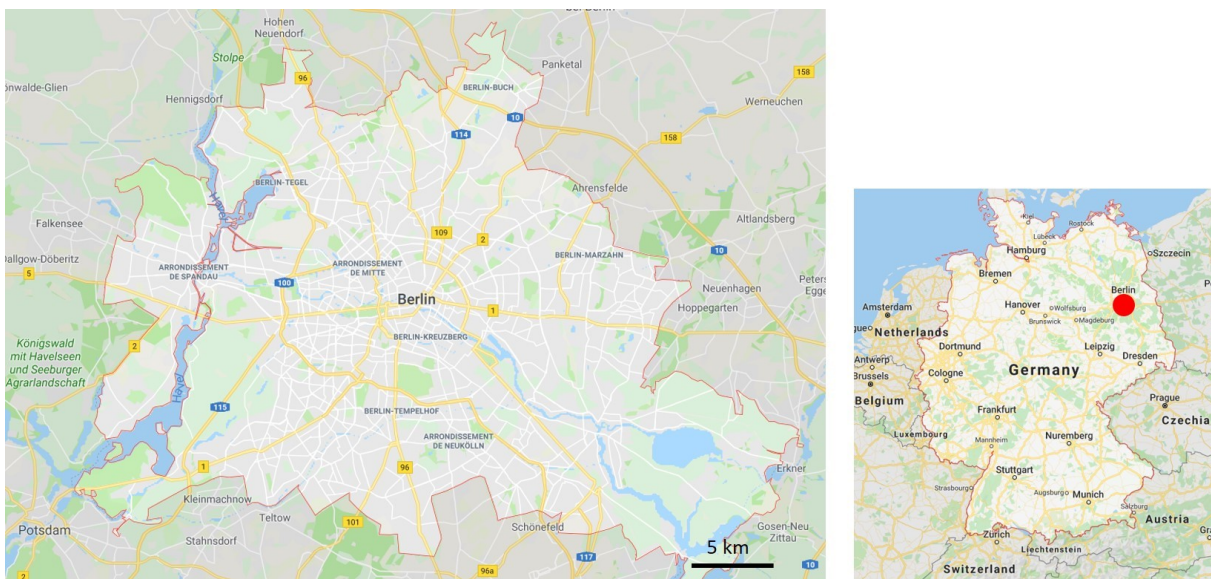 Hohen
Neuendorf
Stolpe
Panketal
158
96
BERLIN-BUCH
Hennigsdorf
Werneuchen
10
114
158
BERLIN-TEGEL
Ahrensfelde
Havel
Falkensee
Altlandsberg
109
2
10
ARRONDISSEMENT
DE SPANDAU
ARRONDISSEMENT
DE MITTE
BERLIN-MARZAHN
5
100
Neuenhagen
Berlin
1
Hoppegarten
BERLIN-KREUZBERG
2
Königswald
mit Havelseen
und Seeburger
Agrarlandschaft
Havel
115
BERLIN-TEMPELHOF
ARRONDISSEMENT
DE NEUKÖLLN
1
96
Erkner
Kleinmachnow
Teltow
101
Potsdam
Stahnsdorf
Schönefeld
Gosen-Neu
Zittau
5 km
117
2
96a
10
Kiel
Rostock
Lübeck
Hamburg
Szczecin
Bremen
Berlin
Amsterdam
Hanover
Wolfsburg
Brunswick
Magdeburg
Netherlands
Dortmund
Leipzig
Antwerp
Cologne
Dresden
Brussels
Germany
Belgium
Prague
Frankfurt
Czechia
Luxembourg
Mannheim
Nuremberg
Stuttgart
Strasbourg
Augsburg
Munich
Salzburg
Austria
Zürich
Liechtenstein
Switzerland